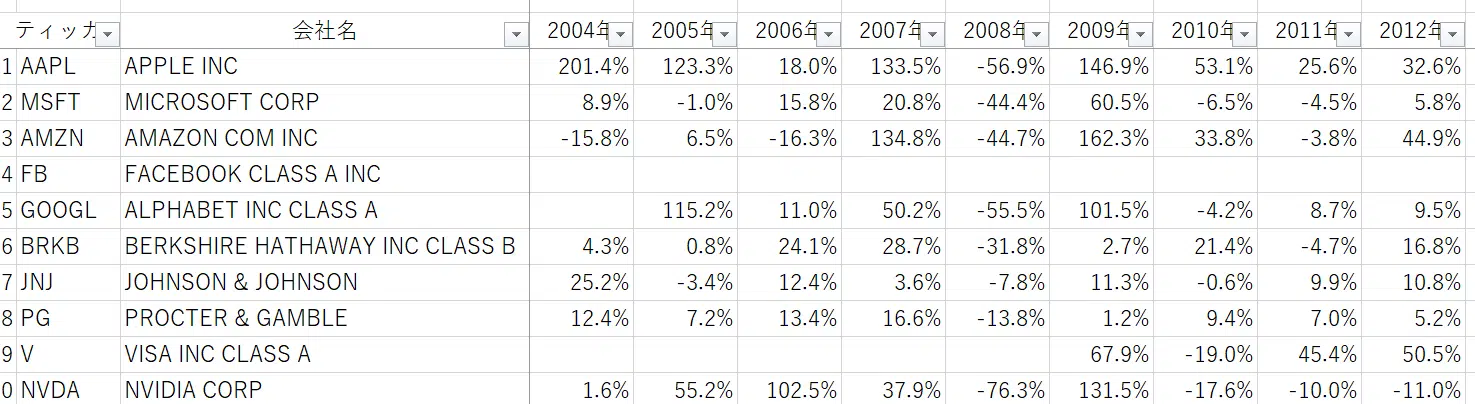 ティッカ 会社名 2004年 2005年 2006年 2007年 2008年 2009年 2010年 2011年 2012年
1 AAPL APPLE INC 201.4% 123.3% 18.0% 133.5% -56.9% 146.9% 53.1% 25.6% 32.6%
2 MSFT MICROSOFT CORP 8.9% -1.0% 15.8% 20.8% -44.4% 60.5% -6.5% -4.5% 5.8%
3 AMZN AMAZON COM INC -15.8% 6.5% -16.3% 134.8% -44.7% 162.3% 33.8% -3.8% 44.9%
4 FB FACEBOOK CLASS A INC
5 GOOGL ALPHABET INC CLASS A 115.2% 11.0% 50.2% -55.5% 101.5% -4.2% 8.7% 9.5%
6 BRKB BERKSHIRE HATHAWAY INC CLASS B 4.3% 0.8% 24.1% 28.7% -31.8% 2.7% 21.4% -4.7% 16.8%
7 JNJ JOHNSON & JOHNSON 25.2% -3.4% 12.4% 3.6% -7.8% 11.3% -0.6% 9.9% 10.8%
8 PG PROCTER & GAMBLE 12.4% 7.2% 13.4% 16.6% -13.8% 1.2% 9.4% 7.0% 5.2%
9 V VISA INC CLASS A 67.9% -19.0% 45.4% 50.5%
0 NVDA NVIDIA CORP 1.6% 55.2% 102.5% 37.9% -76.3% 131.5% -17.6% -10.0% -11.0%